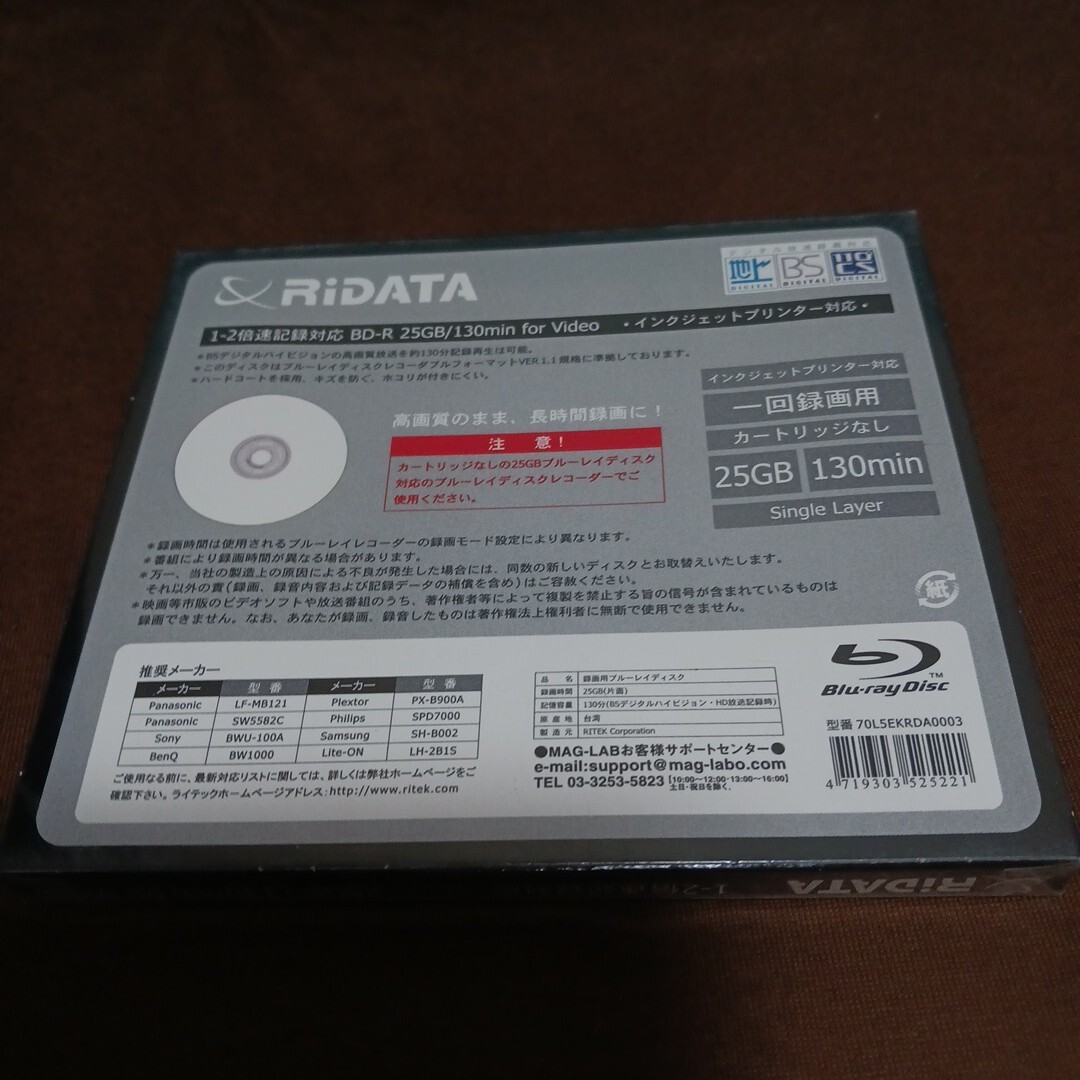 RiDATA
デジタル放送録画対応
地上 DIGITAL
BS DIGITAL
110° CS DIGITAL
1-2倍速記録対応 BD-R 25GB/130min for Video ・インクジェットプリンター対応・
*BSデジタルハイビジョンの高画質放送を約130分記録再生は可能。
*このディスクはブルーレイディスクレコーダブルフォーマットVER.1.1 規格に準拠しております。
*ハードコートを採用、キズを防ぐ、ホコリが付きにくい。
高画質のまま、長時間録画に!
注 意!
カートリッジなしの25GBブルーレイディスク
対応のブルーレイディスクレコーダーでご
使用ください。
インクジェットプリンター対応
一回録画用
カートリッジなし
25GB 130min
Single Layer
*録画時間は使用されるブルーレイレコーダーの録画モード設定により異なります。
*番組により録画時間が異なる場合があります。
*万一、当社の製造上の原因による不良が発生した場合には、同数の新しいディスクとお取替えいたします。
それ以外の責(録画、録音内容および記録データの補償を含め)はご容赦ください。
*映画等市販のビデオソフトや放送番組のうち、著作権者等によって複製を禁止する旨の信号が含まれているものは
録画できません。なお、あなたが録画、録音したものは著作権法上権利者に無断で使用できません。
紙
推奨メーカー
メーカー 型番 メーカー 型番
Panasonic LF-MB121 Plextor PX-B900A
Panasonic SW5582C Philips SPD7000
Sony BWU-100A Samsung SH-B002
BenQ BW1000 Lite-ON LH-2B1S
ご使用なる前に、最新対応リストに関しては、詳しくは弊社ホームページをご
確認下さい。ライテックホームページアドレス:http://www.ritek.com
品名 録画用ブルーレイディスク
録画時間 25GB(片面)
記憶容量 130分(BSデジタルハイビジョン・HD放送記録時)
原産地 台湾
製造元 RITEK Corporation
●MAG-LABお客様サポートセンター●
e-mail:support@mag-labo.com
TEL 03-3253-5823 [10:00〜12:00・13:00〜16:00]
土日・祝日を除く.
Blu-ray Disc TM
型番 70L5EKRDA0003
4 719303 525221
1-2倍速記録対応
RiDATA